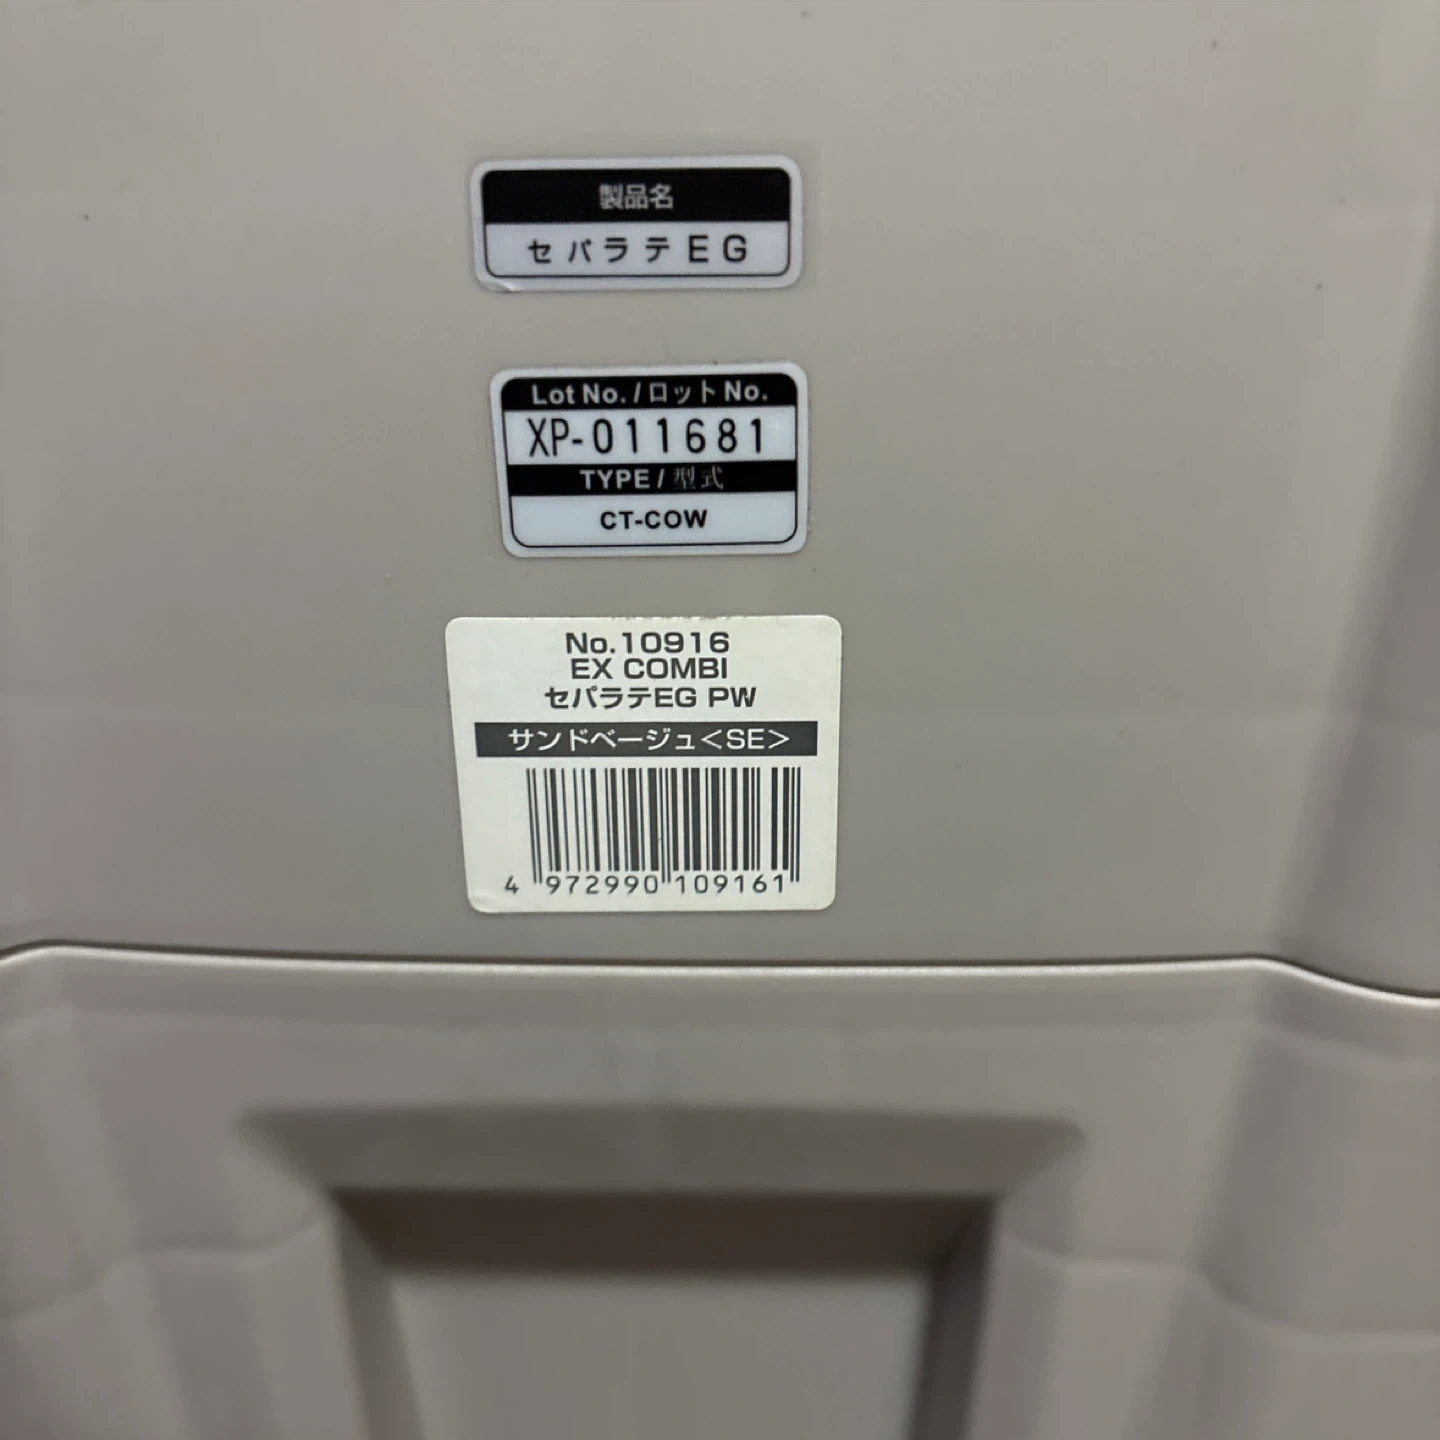 製品名
セパラテEG
Lot No./ロットNo.
XP-011681
TYPE/型式
CT-COW
No.10916
EX COMBI
セパラテEG PW
サンドベージュ<SE>
4 972990 109161